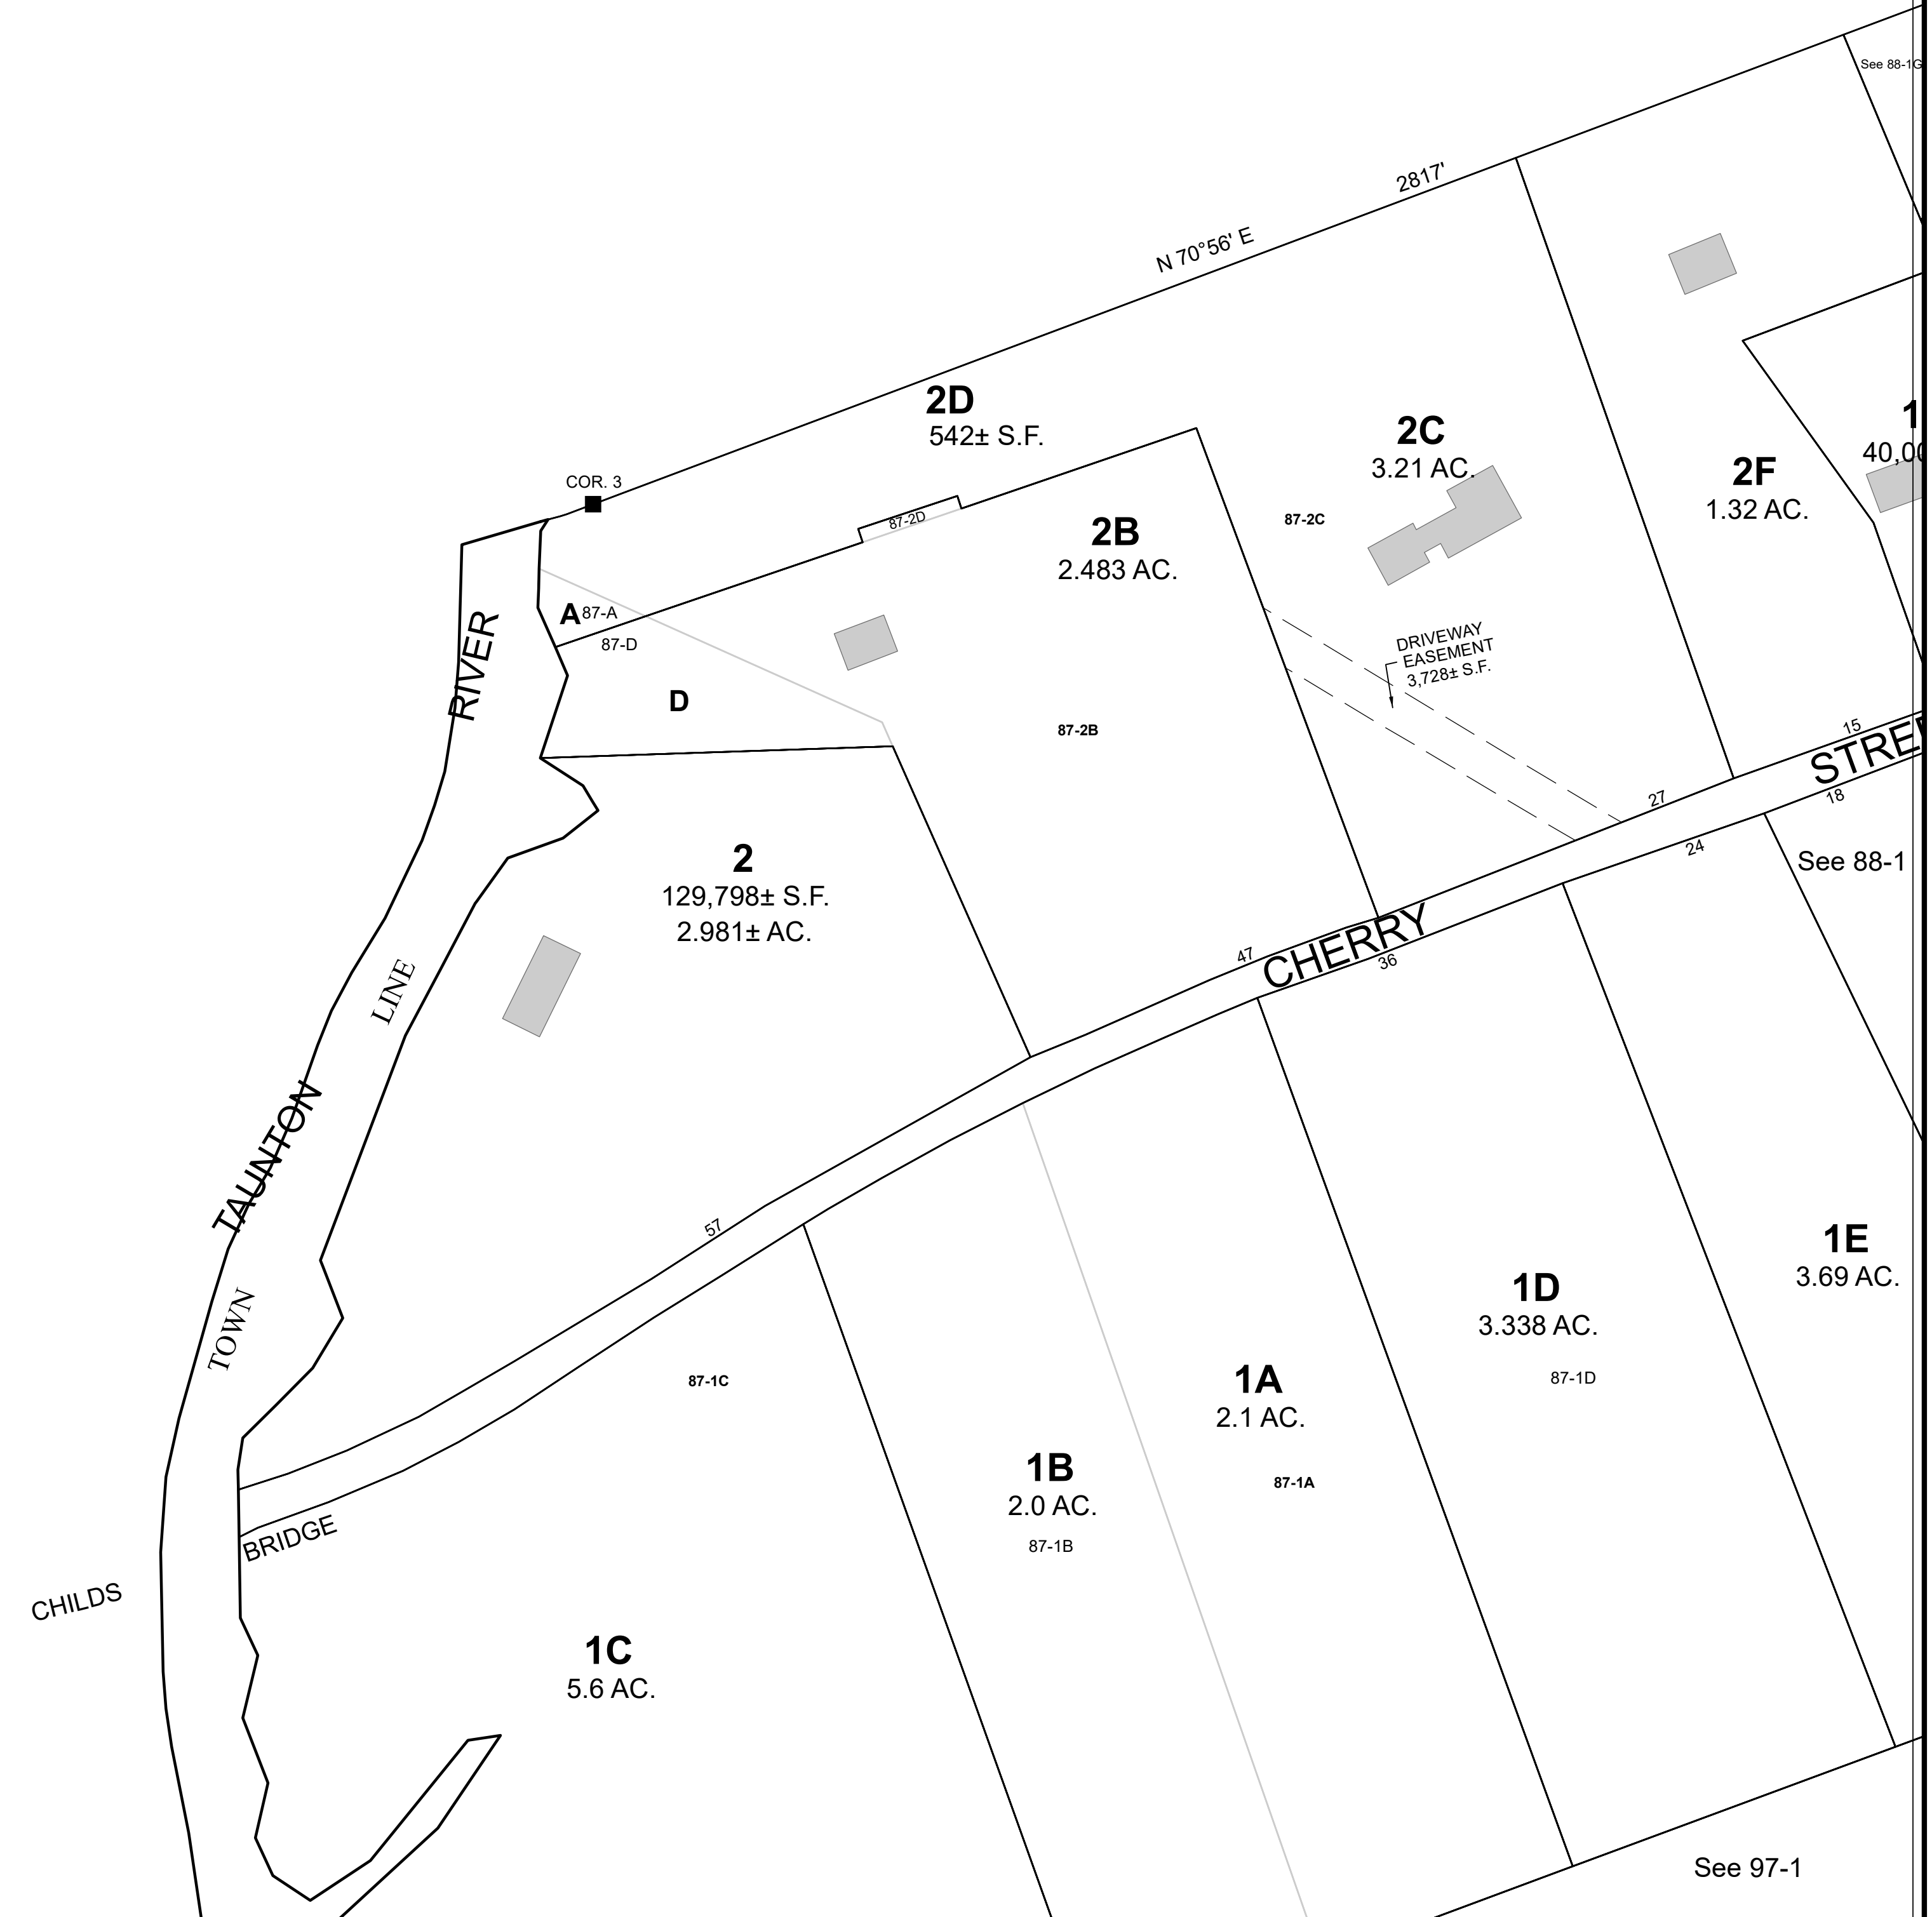 See 88-1G
2817'
N 70°56' E
2D
542± S.F.
COR. 3
87-2D
2B
2.483 AC.
87-2C
2C
3.21 AC.
2F
1.32 AC.
1
40,00
A
87-A
87-D
D
87-2B
RIVER
DRIVEWAY
EASEMENT
3,728± S.F.
15
STREE
18
27
24
See 88-1
2
129,798± S.F.
2.981± AC.
47
CHERRY
36
LINE
TAUNTON
57
TOWN
87-1C
1E
3.69 AC.
1D
3.338 AC.
87-1D
1A
2.1 AC.
87-1A
1B
2.0 AC.
87-1B
BRIDGE
CHILDS
1C
5.6 AC.
See 97-1